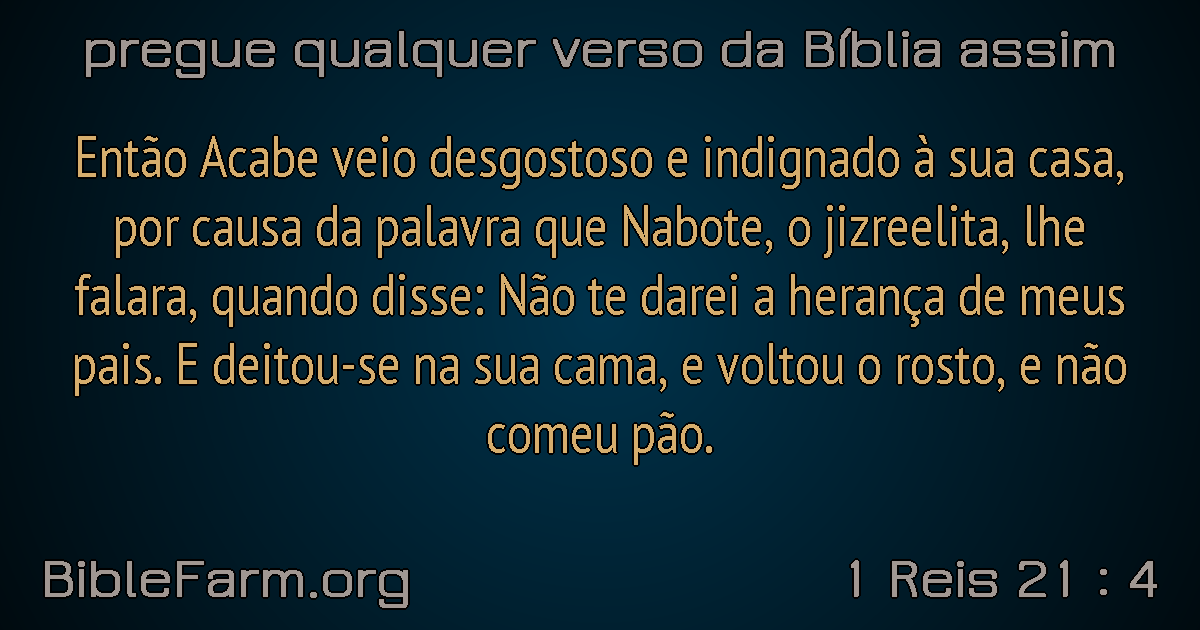 pregue qualquer verso da Bíblia assim
Então Acabe veio desgostoso e indignado à sua casa,
por causa da palavra que Nabote, o jizreelita, lhe
falara, quando disse: Não te darei a herança de meus
pais. E deitou-se na sua cama, e voltou o rosto, e não
comeu pão.
BibleFarm.org
1 Reis 21 : 4